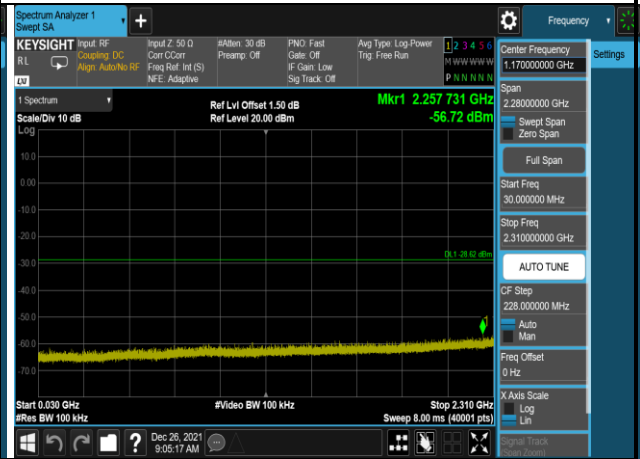 Spectrum Analyzer 1
Swept SA
Frequency
KEYSIGHT
RL
LXI
Input: RF
Coupling: DC
Align: Auto/No RF
Input Z: 50 Ω
Corr CCorr
Freq Ref: Int (S)
NFE: Adaptive
#Atten: 30 dB
Preamp: Off
PNO: Fast
Gate: Off
IF Gain: Low
Sig Track: Off
Avg Type: Log-Power
Trig: Free Run
1 2 3 4 5 6
M W W W W W
P N N N N N
1 Spectrum
Scale/Div 10 dB
Log
Ref Lvl Offset 1.50 dB
Ref Level 20.00 dBm
Mkr1 2.257 731 GHz
-56.72 dBm
10.0
0.00
-10.0
-20.0
-30.0
-40.0
-50.0
-60.0
-70.0
DL1 -28.62 dBm
1
Start 0.030 GHz
#Res BW 100 kHz
#Video BW 100 kHz
Stop 2.310 GHz
Sweep 8.00 ms (40001 pts)
Dec 26, 2021
9:05:17 AM
Center Frequency
1.170000000 GHz
Span
2.28000000 GHz
Swept Span
Zero Span
Full Span
Start Freq
30.000000 MHz
Stop Freq
2.310000000 GHz
AUTO TUNE
CF Step
228.000000 MHz
Auto
Man
Freq Offset
0 Hz
X Axis Scale
Log
Lin
Signal Track
(Span Zoom)
Settings